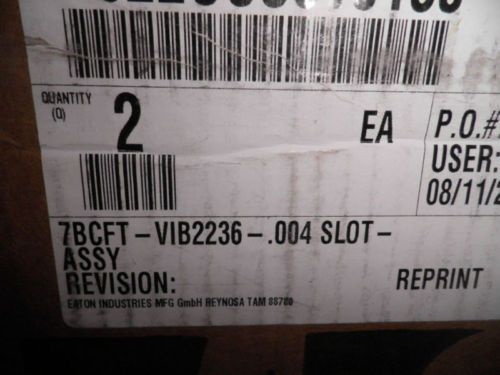 QUANTITY
(Q)
2
EA
P.O.#
USER:
08/11/2
7BCFT-VIB2236-.004 SLOT-
ASSY
REVISION:
REPRINT
EATON INDUSTRIES MFG GmbH REYNOSA TAM 88780